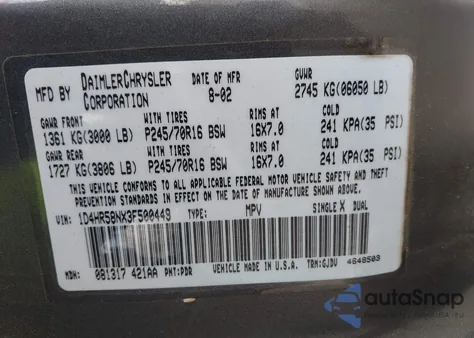 MFD BY DAIMLERCHRYSLER CORPORATION DATE OF MFR 8-02 GVWR 2745 KG(06050 LB)
GAWR FRONT WITH TIRES RIMS AT COLD
1361 KG(3000 LB) P245/70R16 BSW 16X7.0 241 KPA(35 PSI)
GAWR REAR WITH TIRES RIMS AT COLD
1727 KG(3806 LB) P245/70R16 BSW 16X7.0 241 KPA(35 PSI)
THIS VEHICLE CONFORMS TO ALL APPLICABLE FEDERAL MOTOR VEHICLE SAFETY AND THEFT
PREVENTION STANDARDS IN EFFECT ON THE DATE OF MANUFACTURE SHOWN ABOVE.
VIN: 1D4HR58NX3F500449 TYPE: MPV SINGLE X DUAL
MDH: 081317 421AA PNT:PDR VEHICLE MADE IN U.S.A. TRM:GJDV 4648503
autoSnap